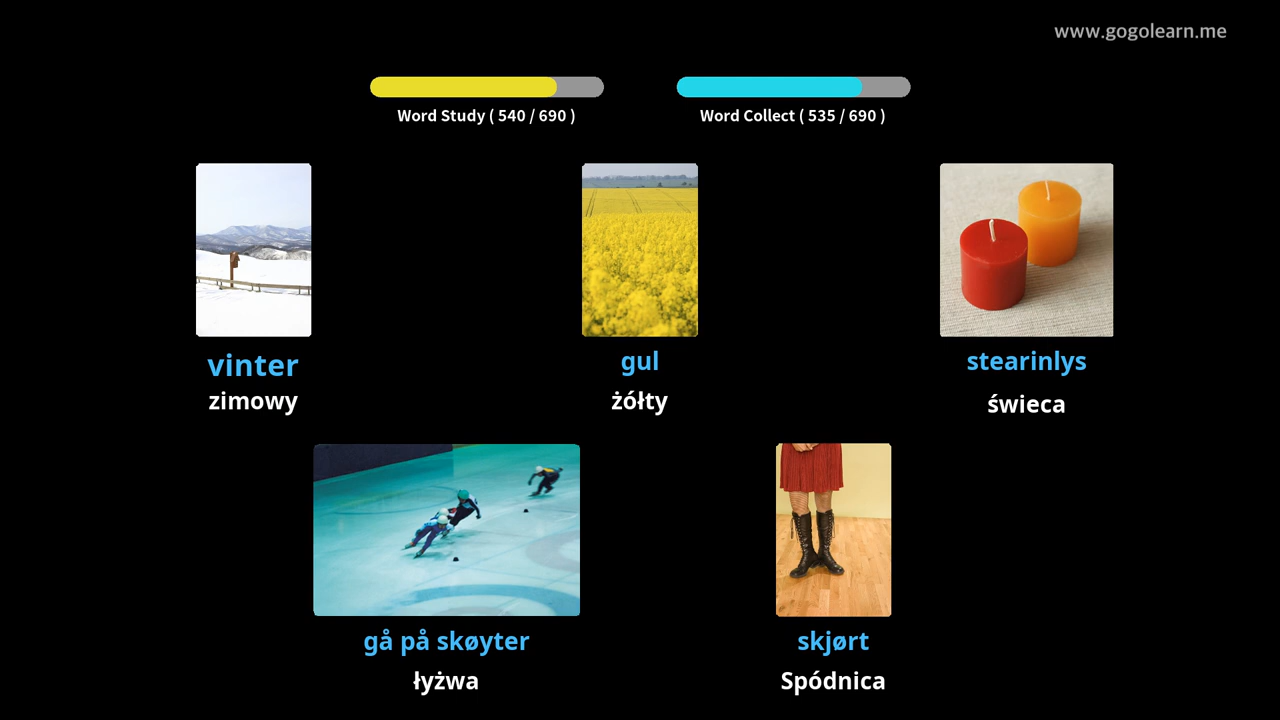 www.gogolearn.me
Word Study ( 540 / 690 )
Word Collect ( 535 / 690 )
vinter
zimowy
gul
żółty
stearinlys
świeca
gå på skøyter
łyżwa
skjørt
Spódnica